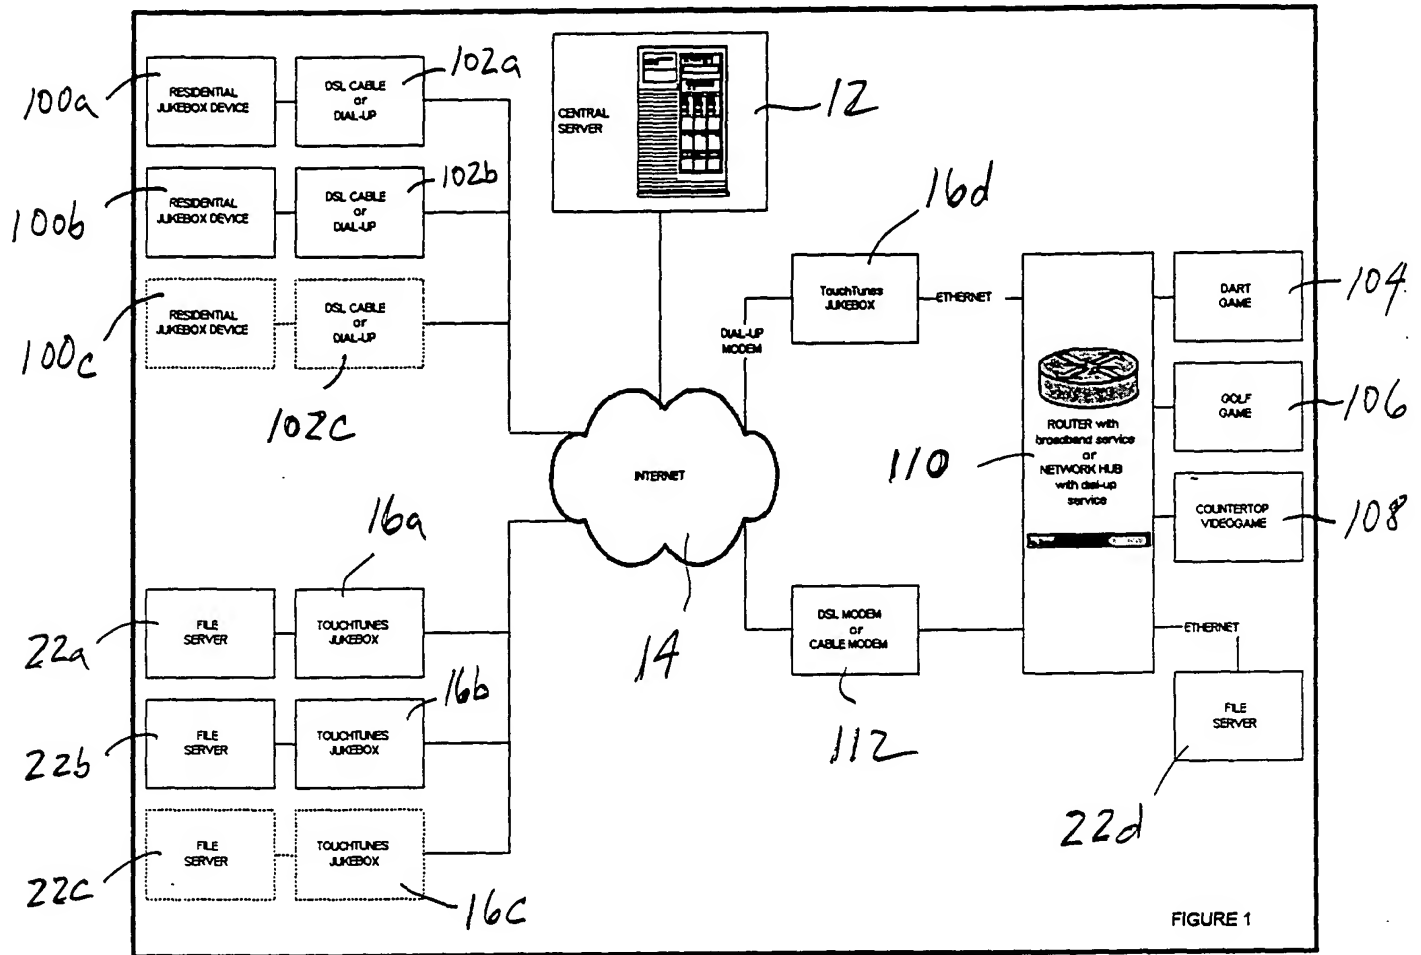 100a
RESIDENTIAL
JUKEBOX DEVICE
DSL CABLE
or
DIAL-UP
102a
100b
RESIDENTIAL
JUKEBOX DEVICE
DSL CABLE
or
DIAL-UP
102b
100c
RESIDENTIAL
JUKEBOX DEVICE
DSL CABLE
or
DIAL-UP
102c
CENTRAL
SERVER
12
16d
TouchTunes
JUKEBOX
ETHERNET
DIAL-UP
MODEM
INTERNET
14
110
ROUTER with
broadband service
or
NETWORK HUB
with dial-up
service
DART
GAME
104
GOLF
GAME
106
COUNTERTOP
VIDEOGAME
108
ETHERNET
FILE
SERVER
22d
DSL MODEM
or
CABLE MODEM
112
22a
FILE
SERVER
TOUCHTUNES
JUKEBOX
16a
22b
FILE
SERVER
TOUCHTUNES
JUKEBOX
16b
22c
FILE
SERVER
TOUCHTUNES
JUKEBOX
16c
FIGURE 1